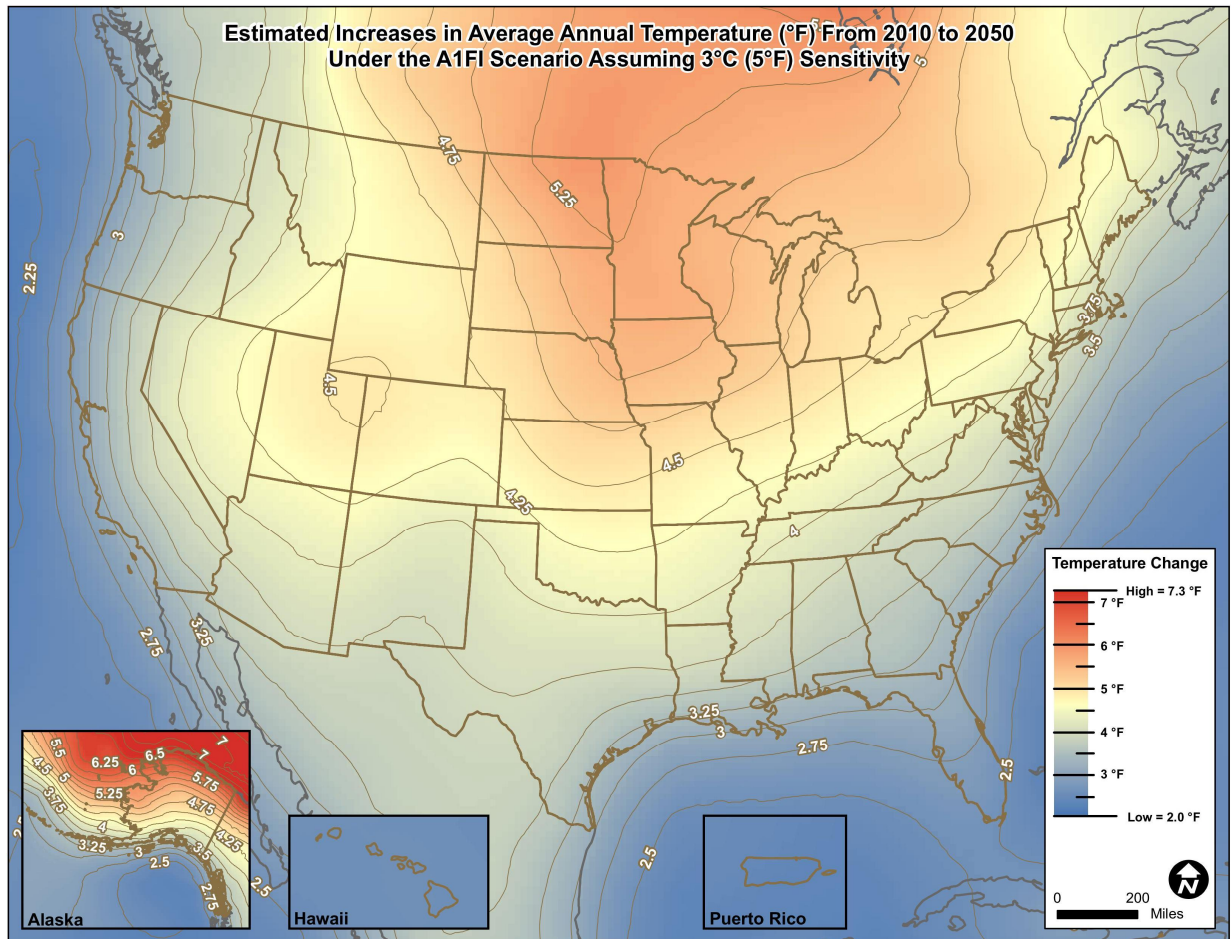 Estimated Increases in Average Annual Temperature (°F) From 2010 to 2050
Under the A1FI Scenario Assuming 3°C (5°F) Sensitivity
5
5
4.75
5.25
3
2.25
3.75
3.5
4.5
4.5
4.25
4
2.75
3.25
3.25
3
2.75
2.5
2.5
2.5
Temperature Change
High = 7.3 °F
7 °F
6 °F
5 °F
4 °F
3 °F
Low = 2.0 °F
N
0 200
Miles
5.5
4.5
5
3.75
6.25
6
6.5
7
7
5.25
5.75
4.75
4
4.25
3.25
3
3.5
2.5
2.75
Alaska
Hawaii
Puerto Rico